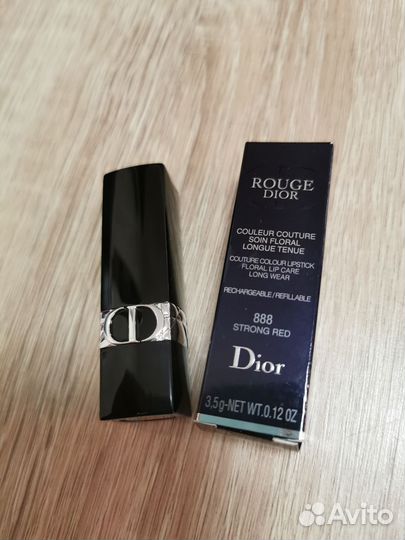 ROUGE
DIOR
COULEUR COUTURE
SOIN FLORAL
LONGUE TENUE
COUTURE COLOUR LIPSTICK
FLORAL LIP CARE
LONG WEAR
RECHARGEABLE/REFILLABLE
888
STRONG RED
Dior
3,5g-NET WT.0.12 OZ
CD
Avito